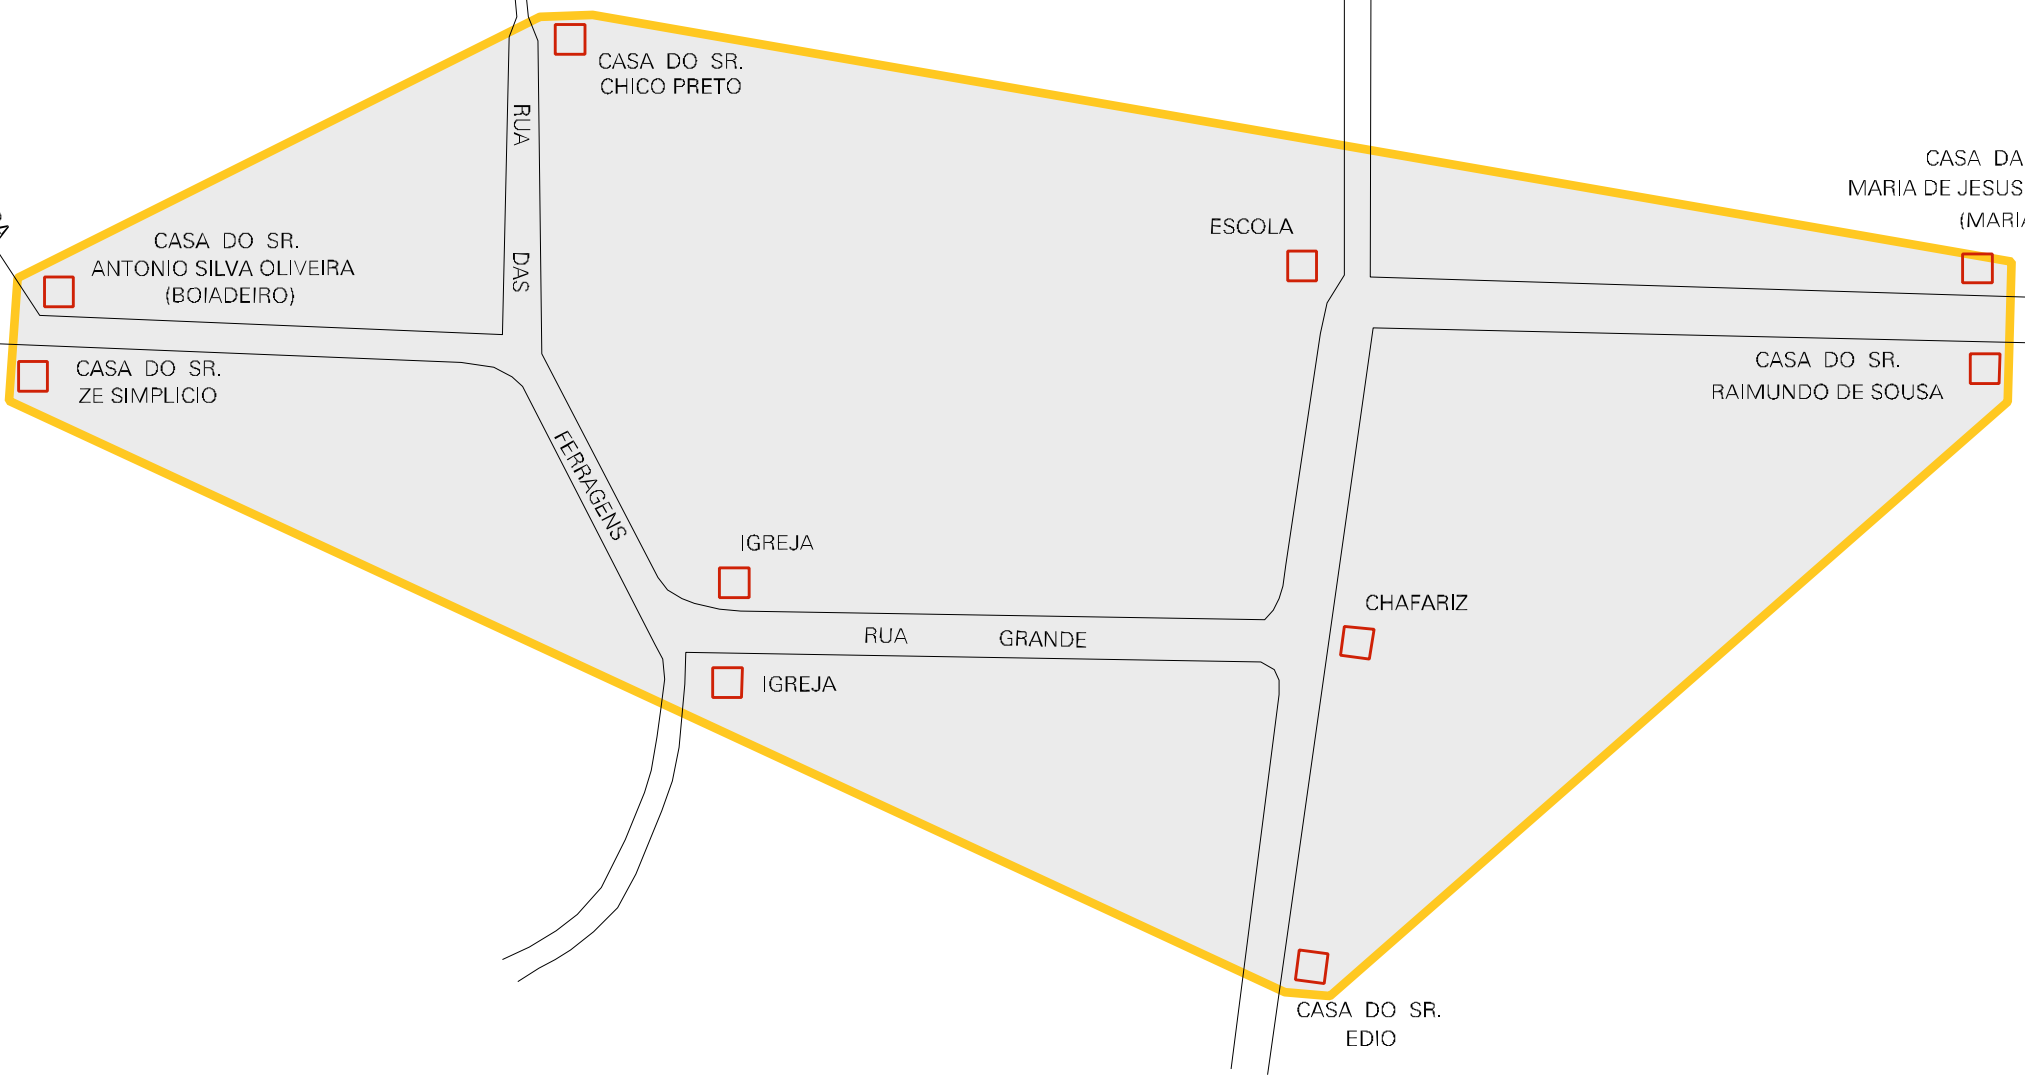 CASA DO SR.
CHICO PRETO
RUA DAS FERRAGENS
CASA DA
MARIA DE JESUS
(MARIA
ESCOLA
CASA DO SR.
ANTONIO SILVA OLIVEIRA
(BOIADEIRO)
CASA DO SR.
ZE SIMPLICIO
CASA DO SR.
RAIMUNDO DE SOUSA
IGREJA
CHAFARIZ
RUA GRANDE
IGREJA
CASA DO SR.
EDIO